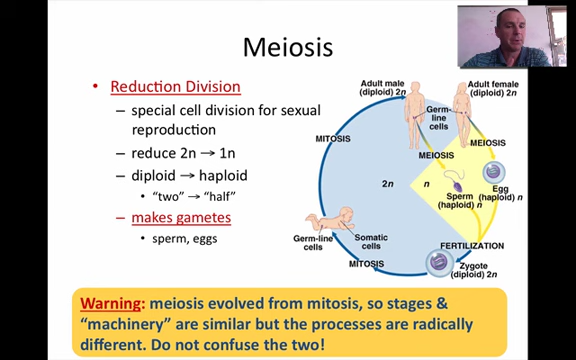 Meiosis
• Reduction Division
– special cell division for sexual
reproduction
– reduce 2n → 1n
– diploid → haploid
• “two” → “half”
– makes gametes
• sperm, eggs
Adult male
(diploid) 2n
Adult female
(diploid) 2n
Germ-
line
cells
MITOSIS
MEIOSIS
MEIOSIS
2n
n
Sperm
(haploid) n
Egg
(haploid) n
Germ-line
cells
Somatic
cells
FERTILIZATION
MITOSIS
Zygote
(diploid) 2n
Warning: meiosis evolved from mitosis, so stages &
“machinery” are similar but the processes are radically
different. Do not confuse the two!